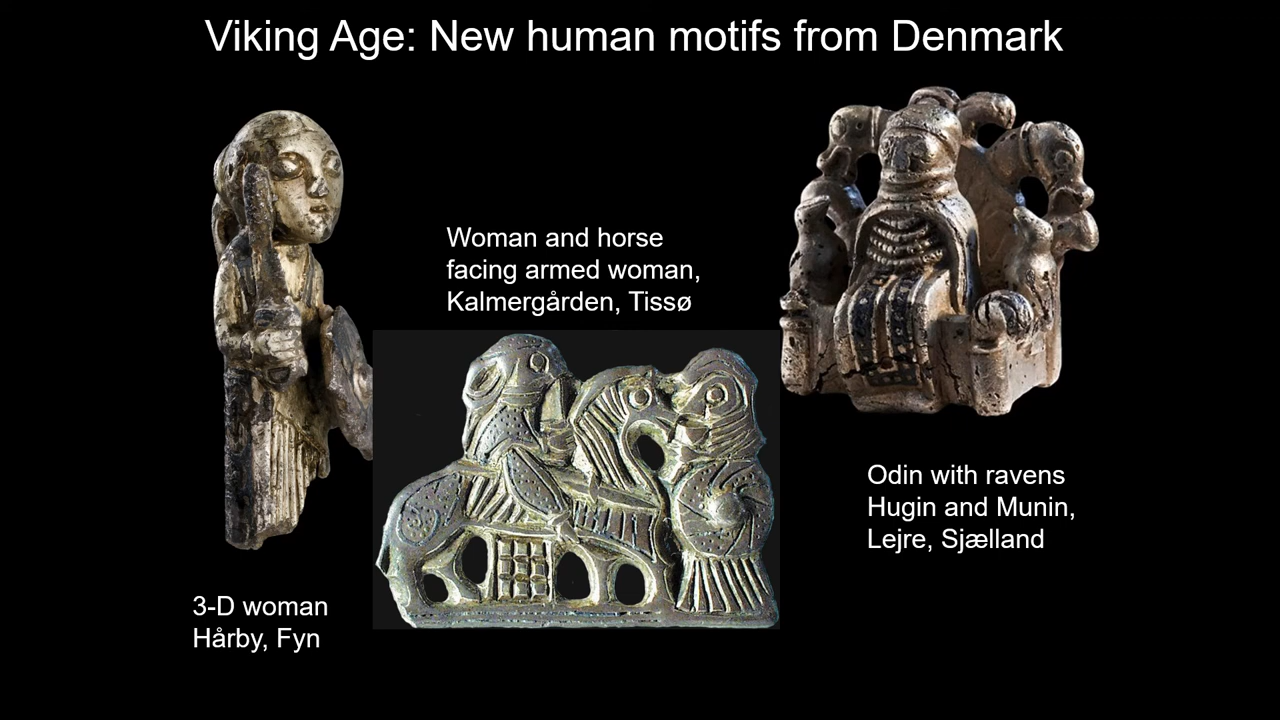 Viking Age: New human motifs from Denmark
Woman and horse
facing armed woman,
Kalmergården, Tissø
Odin with ravens
Hugin and Munin,
Lejre, Sjælland
3-D woman
Hårby, Fyn